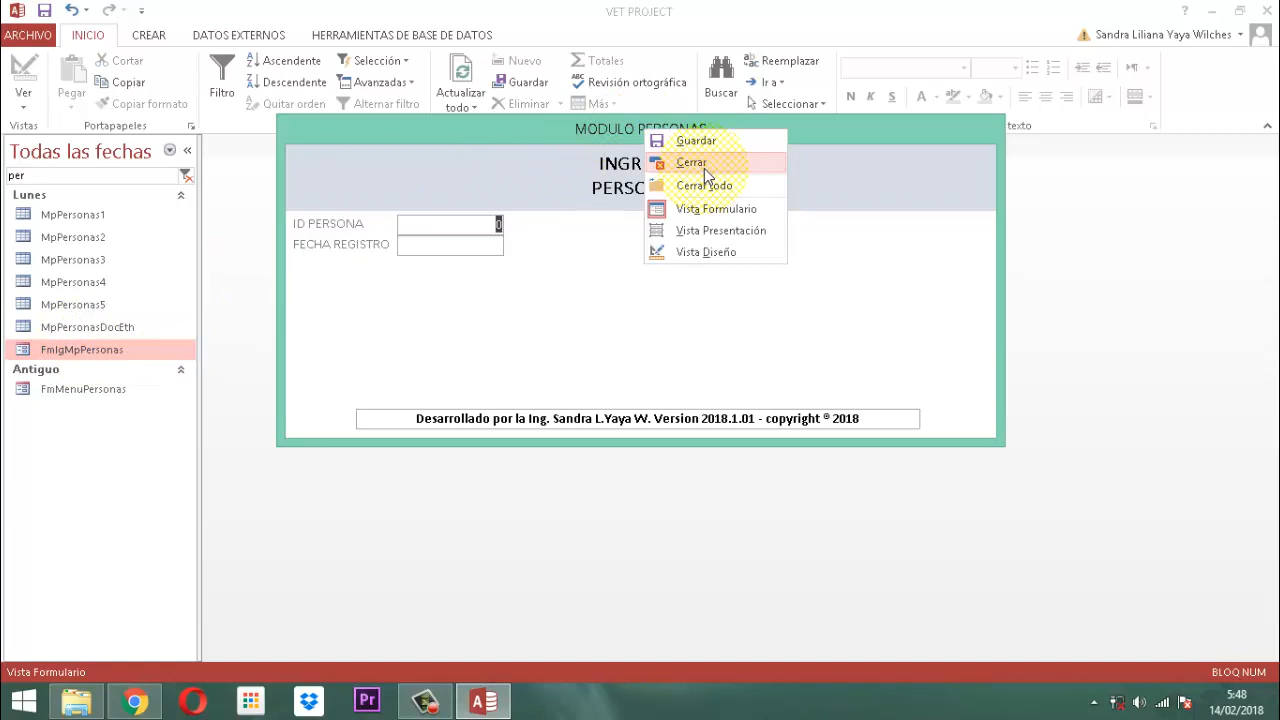 VET PROJECT
ARCHIVO INICIO CREAR DATOS EXTERNOS HERRAMIENTAS DE BASE DE DATOS Sandra Liliana Yaya Wilches
Ver
Vistas
Pegar
Cortar
Copiar
Copiar formato
Portapapeles
Filtro
Ascendente
Descendente
Quitar
Selección
Avanzadas
filtro
Actualizar
todo
Nuevo
Guardar
Eliminar
Totales
Revisión ortográfica
Más
Buscar
Reemplazar
Ir a
Seleccionar
N K S A
texto
Todas las fechas
per
Lunes
MpPersonas1
MpPersonas2
MpPersonas3
MpPersonas4
MpPersonas5
MpPersonasDocEth
FmIgMpPersonas
Antiguo
FmMenuPersonas
MODULO PERSONAS
INGR
PERSO
ID PERSONA 0
FECHA REGISTRO
Guardar
Cerrar
Cerrar todo
Vista Formulario
Vista Presentación
Vista Diseño
Desarrollado por la Ing. Sandra L.Yaya W. Version 2018.1.01 - copyright ® 2018
Vista Formulario BLOQ NUM
Pr
5:48
14/02/2018